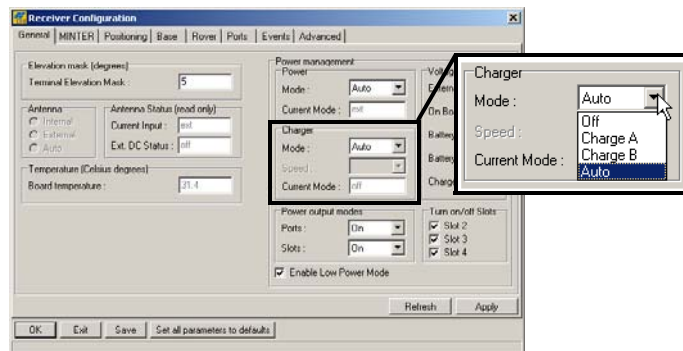 Receiver Configuration
General MINTER Positioning Base Rover Ports Events Advanced
Elevation mask (degrees)
Terminal Elevation Mask : 5
Antenna
Internal
External
Auto
Antenna Status (read only)
Current Input : ext
Ext. DC Status : off
Temperature (Celsius degrees)
Board temperature : 31.4
Power management
Power
Mode : Auto
Current Mode : ext
Charger
Mode : Auto
Speed :
Current Mode : off
Power output modes
Ports : On
Slots : On
Enable Low Power Mode
On Bo
Battery
Battery
Charg
Turn on/off Slots
Slot 2
Slot 3
Slot 4
Refresh Apply
OK Exit Save Set all parameters to defaults
Charger
Mode : Auto
Off
Charge A
Charge B
Auto
Speed :
Current Mode :